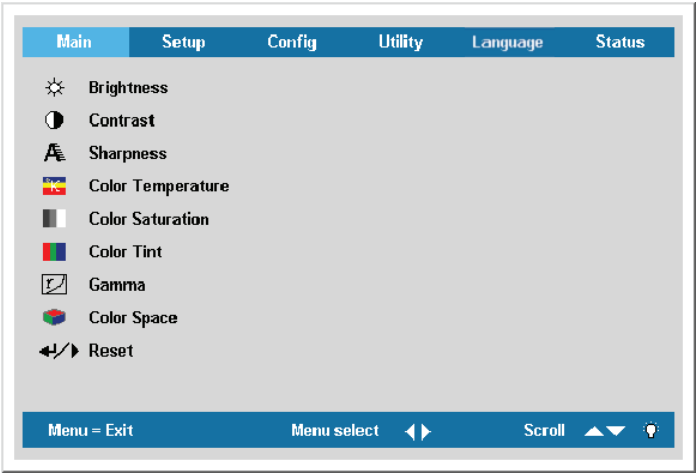 Main Setup Config Utility Language Status
Brightness
Contrast
Sharpness
Color Temperature
Color Saturation
Color Tint
Gamma
Color Space
Reset
Menu = Exit Menu select Scroll